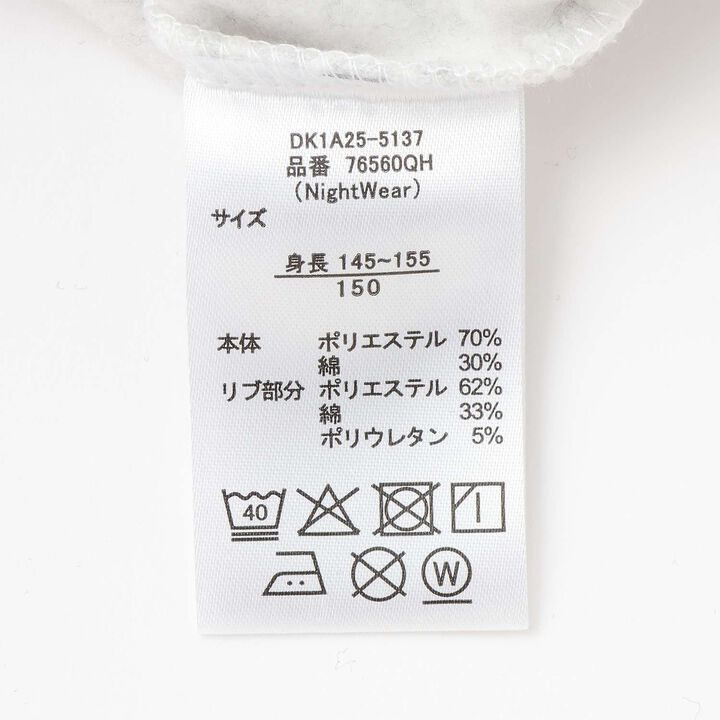 DK1A25-5137
品番 76560QH
(NightWear)
サイズ
身長 145~155
150
本体 ポリエステル 70%
綿 30%
リブ部分 ポリエステル 62%
綿 33%
ポリウレタン 5%
40
W